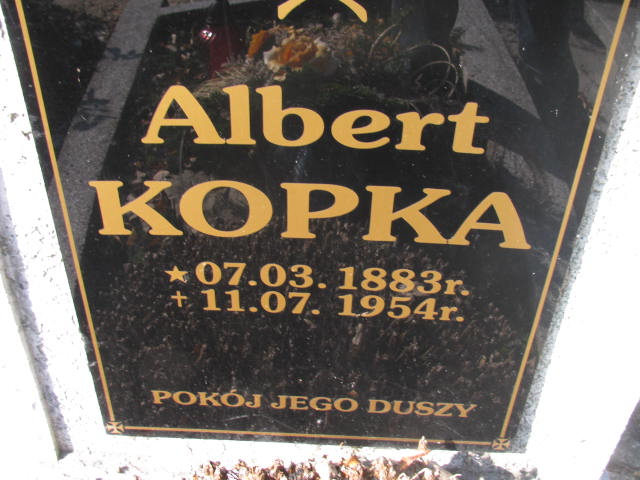 Albert
KOPKA
★ 07.03. 1883r.
+ 11.07. 1954r.
POKÓJ JEGO DUSZY